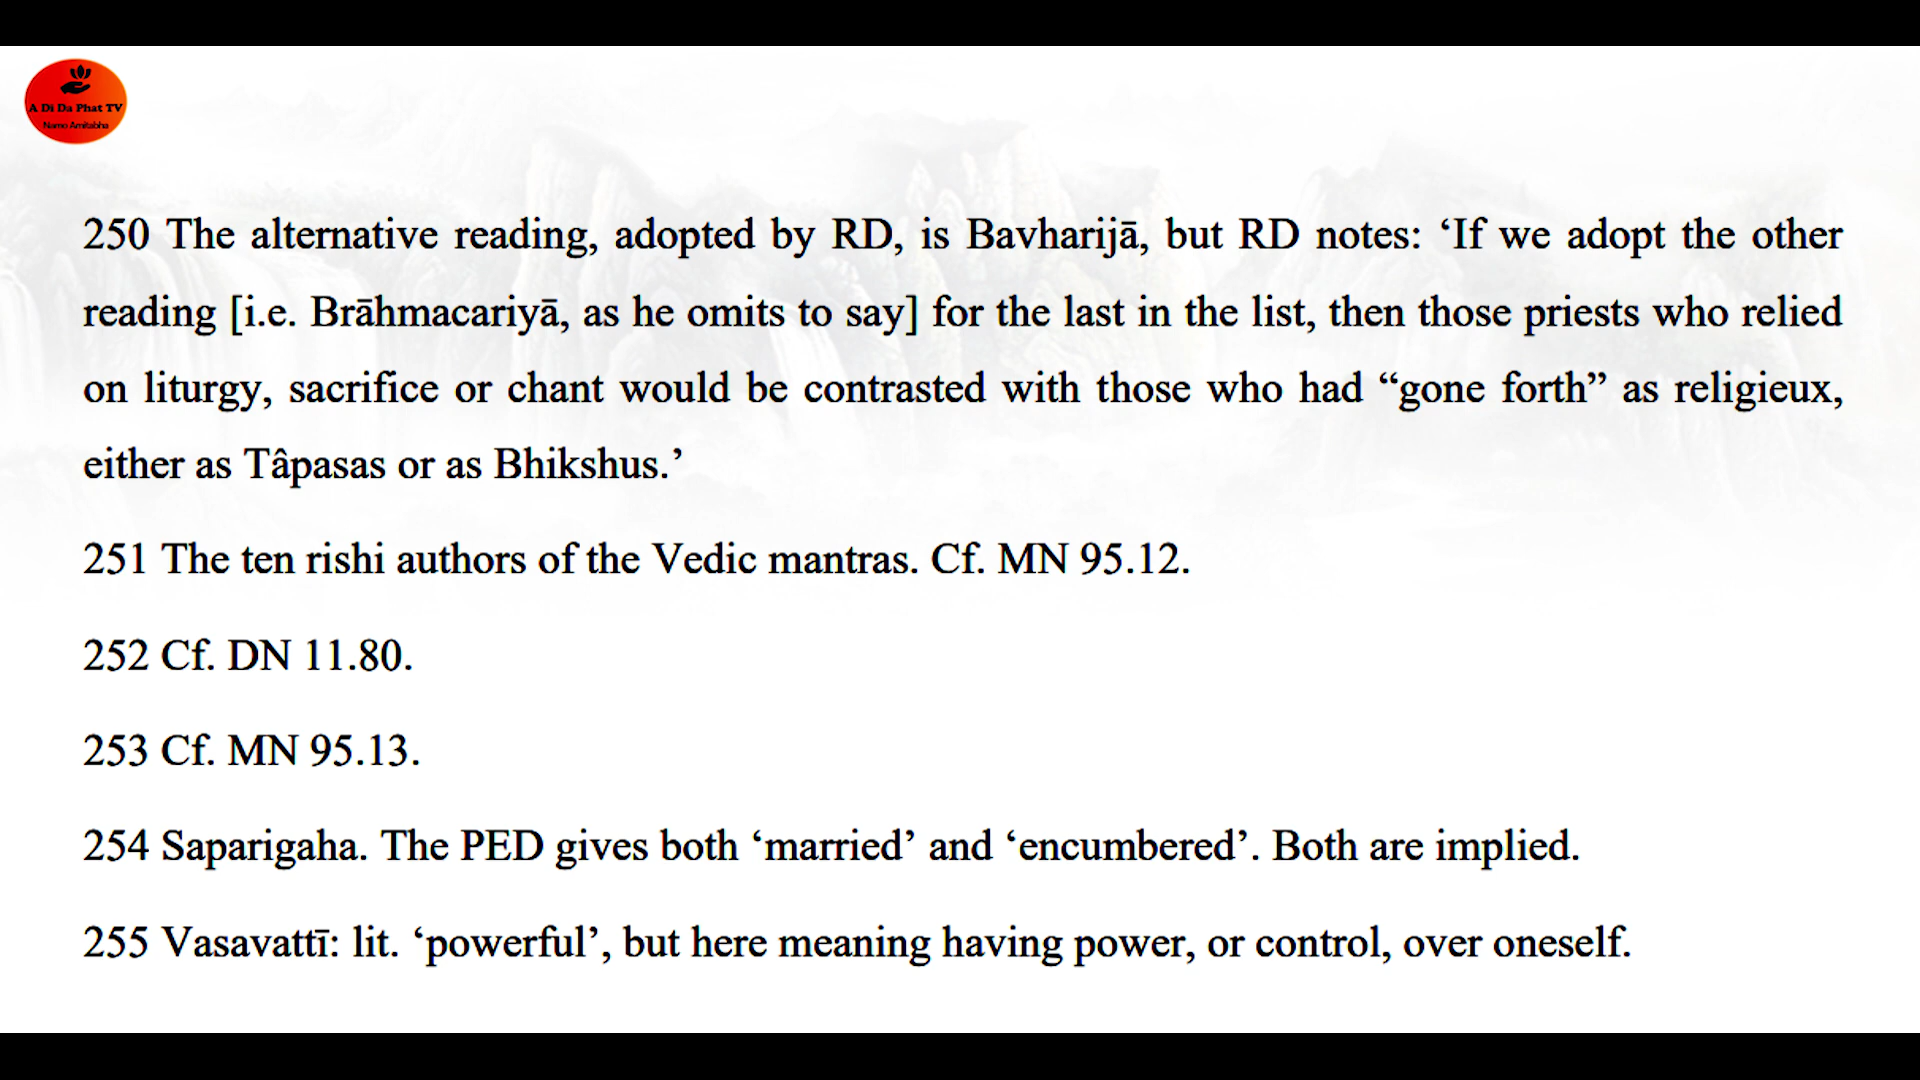 A Di Da Phat TV
Namo Amitabha
250 The alternative reading, adopted by RD, is Bavharijā, but RD notes: ‘If we adopt the other
reading [i.e. Brāhmacariyā, as he omits to say] for the last in the list, then those priests who relied
on liturgy, sacrifice or chant would be contrasted with those who had “gone forth” as religieux,
either as Tâpasas or as Bhikshus.’
251 The ten rishi authors of the Vedic mantras. Cf. MN 95.12.
252 Cf. DN 11.80.
253 Cf. MN 95.13.
254 Saparigaha. The PED gives both ‘married’ and ‘encumbered’. Both are implied.
255 Vasavattī: lit. ‘powerful’, but here meaning having power, or control, over oneself.